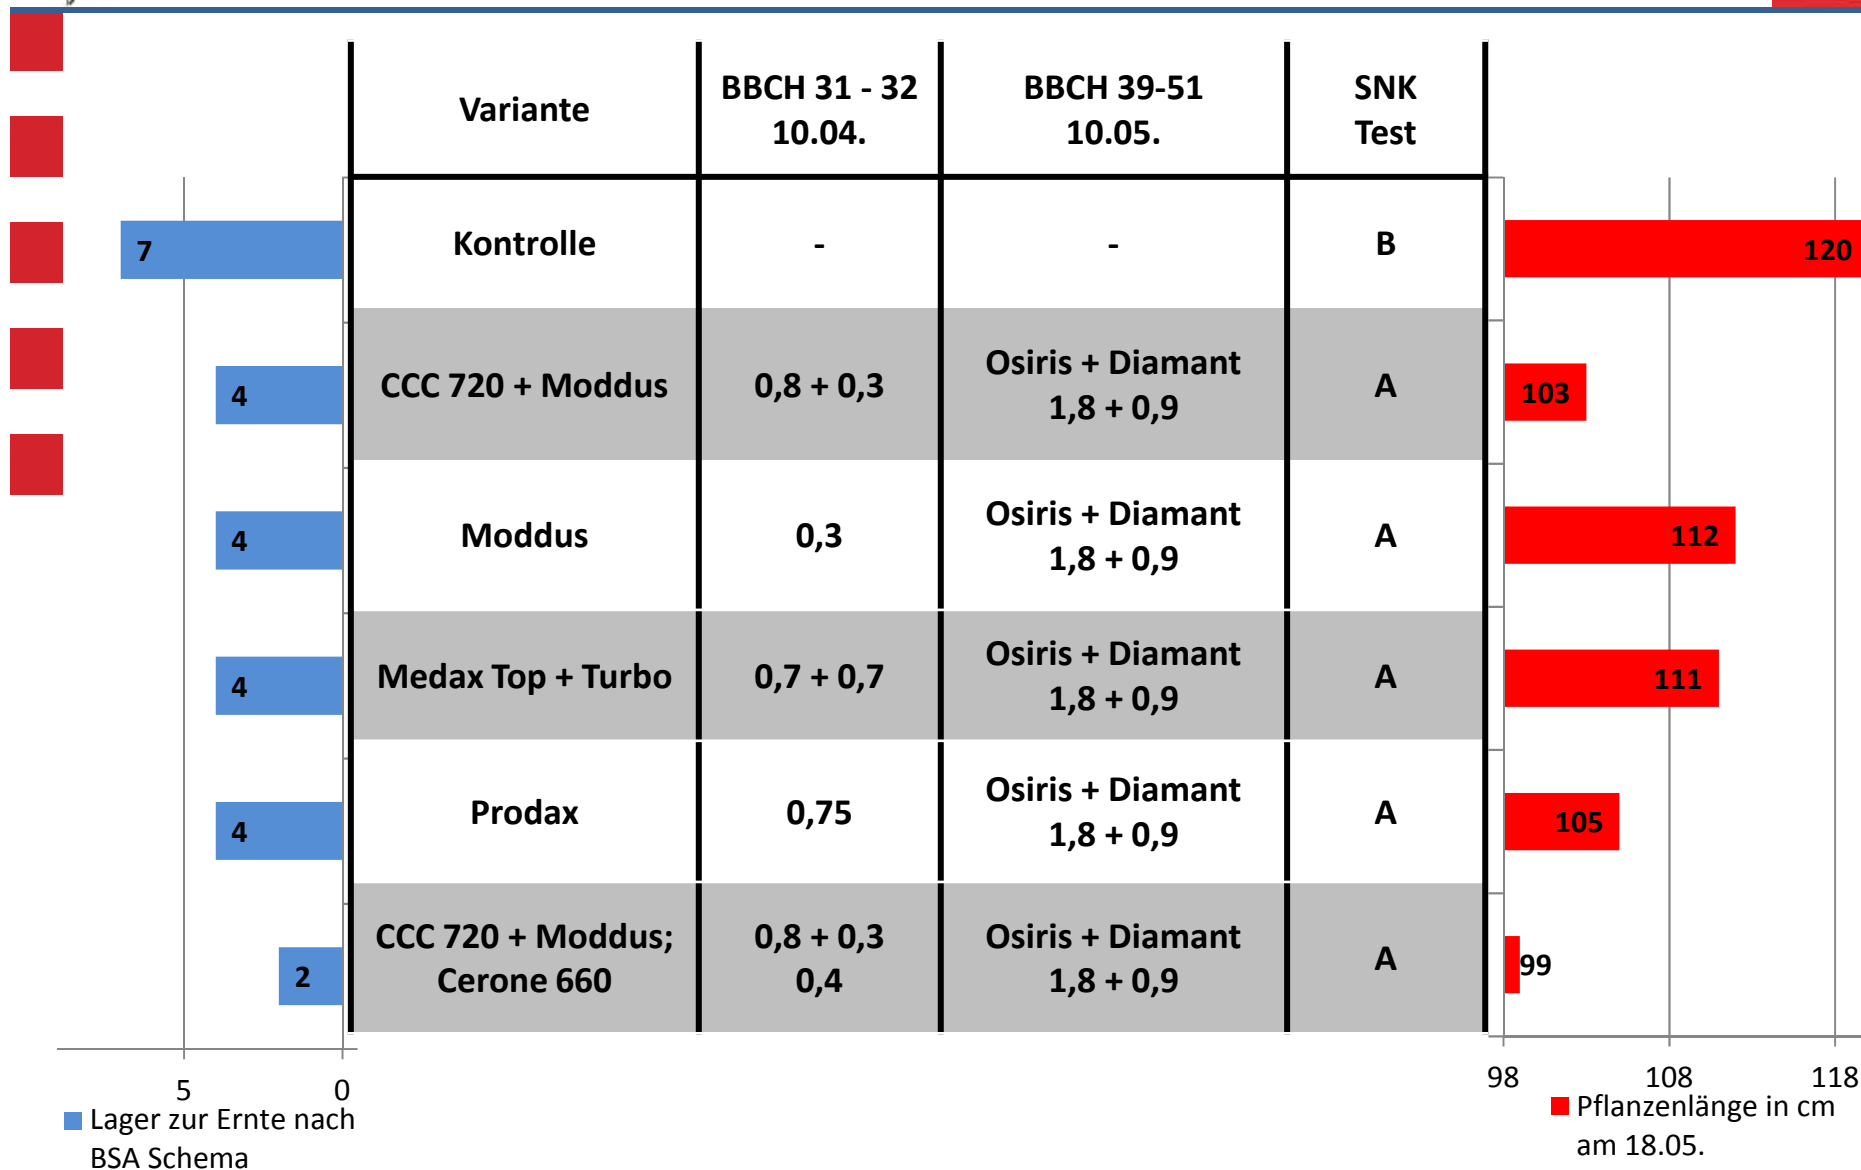 Variante
BBCH 31 - 32
10.04.
BBCH 39-51
10.05.
SNK
Test
7
Kontrolle
-
-
B
120
4
CCC 720 + Moddus
0,8 + 0,3
Osiris + Diamant
1,8 + 0,9
A
103
4
Moddus
0,3
Osiris + Diamant
1,8 + 0,9
A
112
4
Medax Top + Turbo
0,7 + 0,7
Osiris + Diamant
1,8 + 0,9
A
111
4
Prodax
0,75
Osiris + Diamant
1,8 + 0,9
A
105
2
CCC 720 + Moddus;
Cerone 660
0,8 + 0,3
0,4
Osiris + Diamant
1,8 + 0,9
A
99
5
0
98
108
118
Lager zur Ernte nach
BSA Schema
Pflanzenlänge in cm
am 18.05.